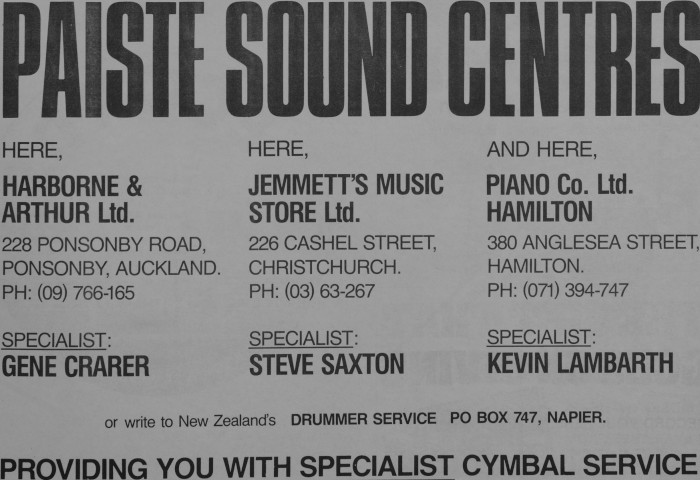 PAISTE SOUND CENTRES
HERE,
HARBORNE &
ARTHUR Ltd.
228 PONSONBY ROAD,
PONSONBY, AUCKLAND.
PH: (09) 766-165
SPECIALIST:
GENE CRARER
HERE,
JEMMETT'S MUSIC
STORE Ltd.
226 CASHEL STREET,
CHRISTCHURCH.
PH: (03) 63-267
SPECIALIST:
STEVE SAXTON
AND HERE,
PIANO Co. Ltd.
HAMILTON
380 ANGLESEA STREET,
HAMILTON.
PH: (071) 394-747
SPECIALIST:
KEVIN LAMBARTH
or write to New Zealand's DRUMMER SERVICE PO BOX 747, NAPIER.
PROVIDING YOU WITH SPECIALIST CYMBAL SERVICE